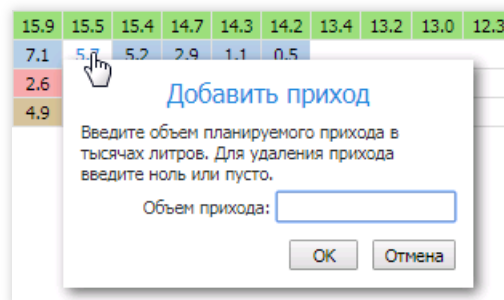 15.9 15.5 15.4 14.7 14.3 14.2 13.4 13.2 13.0 12.3
7.1 5.7 5.2 2.9 1.1 0.5
2.6
4.9
Добавить приход
Введите объем планируемого прихода в
тысячах литров. Для удаления прихода
введите ноль или пусто.
Объем прихода:
OK Отмена